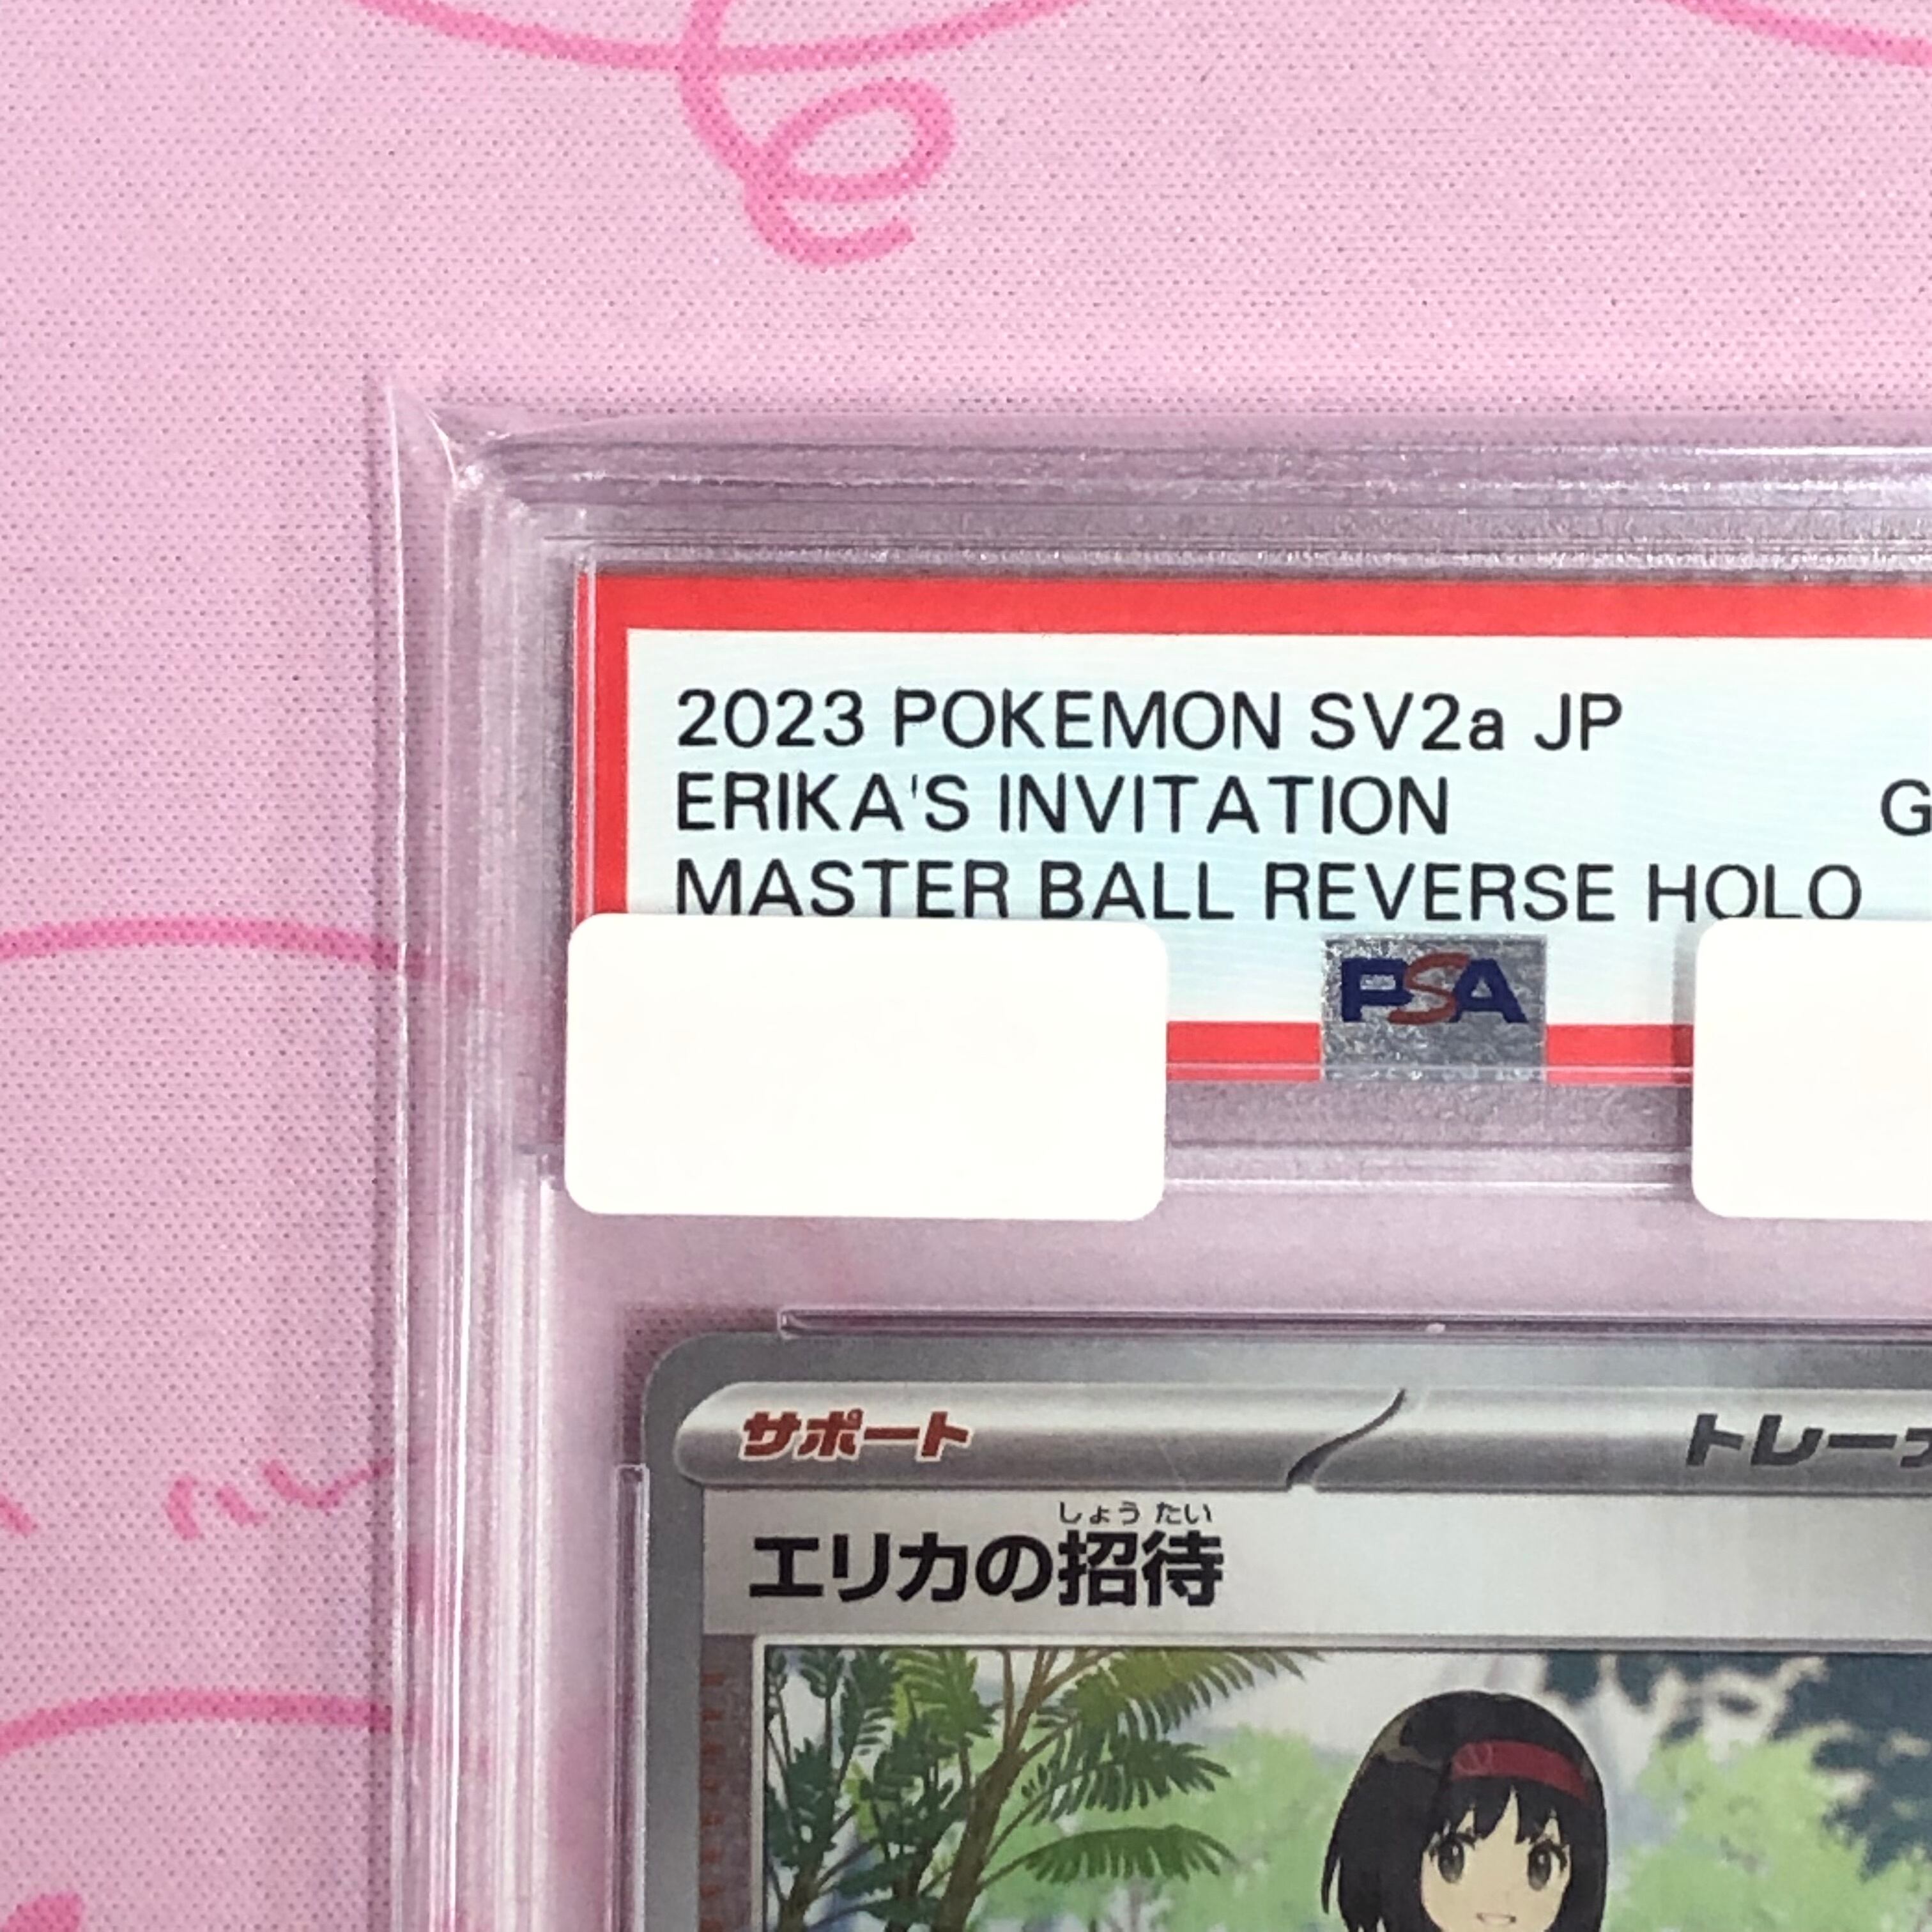 2023 POKEMON SV2a JP
ERIKA'S INVITATION
MASTER BALL REVERSE HOLO
PSA
サポート
しょうたい
エリカの招待